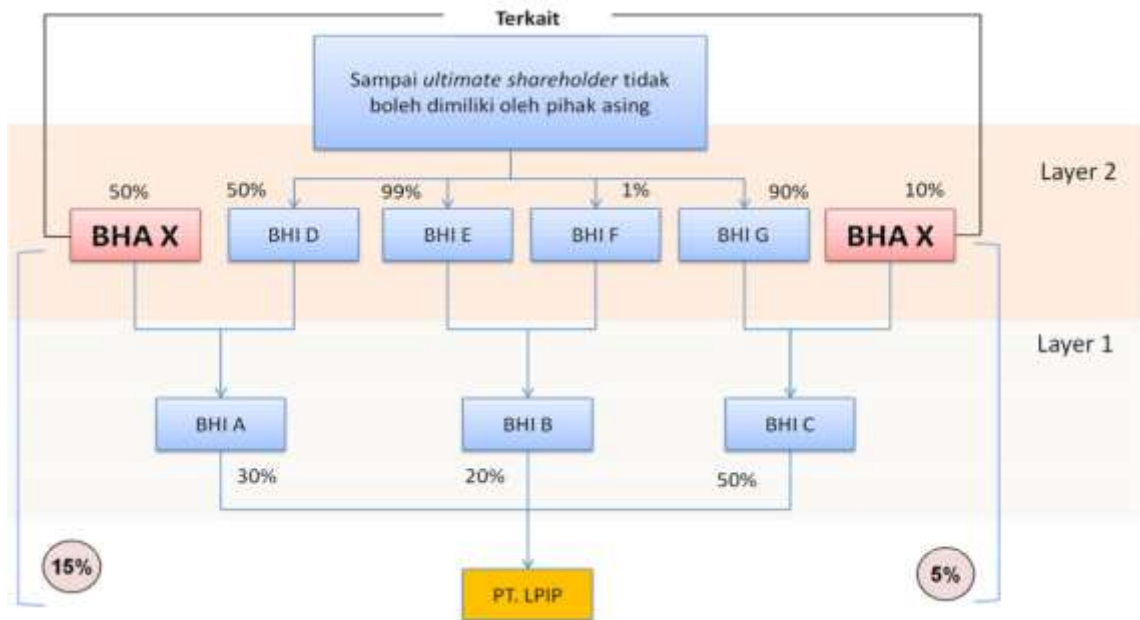 Terkait
Sampai ultimate shareholder tidak
boleh dimiliki oleh pihak asing
Layer 2
50%
50%
99%
1%
90%
10%
BHA X
BHI D
BHI E
BHI F
BHI G
BHA X
Layer 1
BHI A
BHI B
BHI C
30%
20%
50%
15%
5%
PT. LPIP